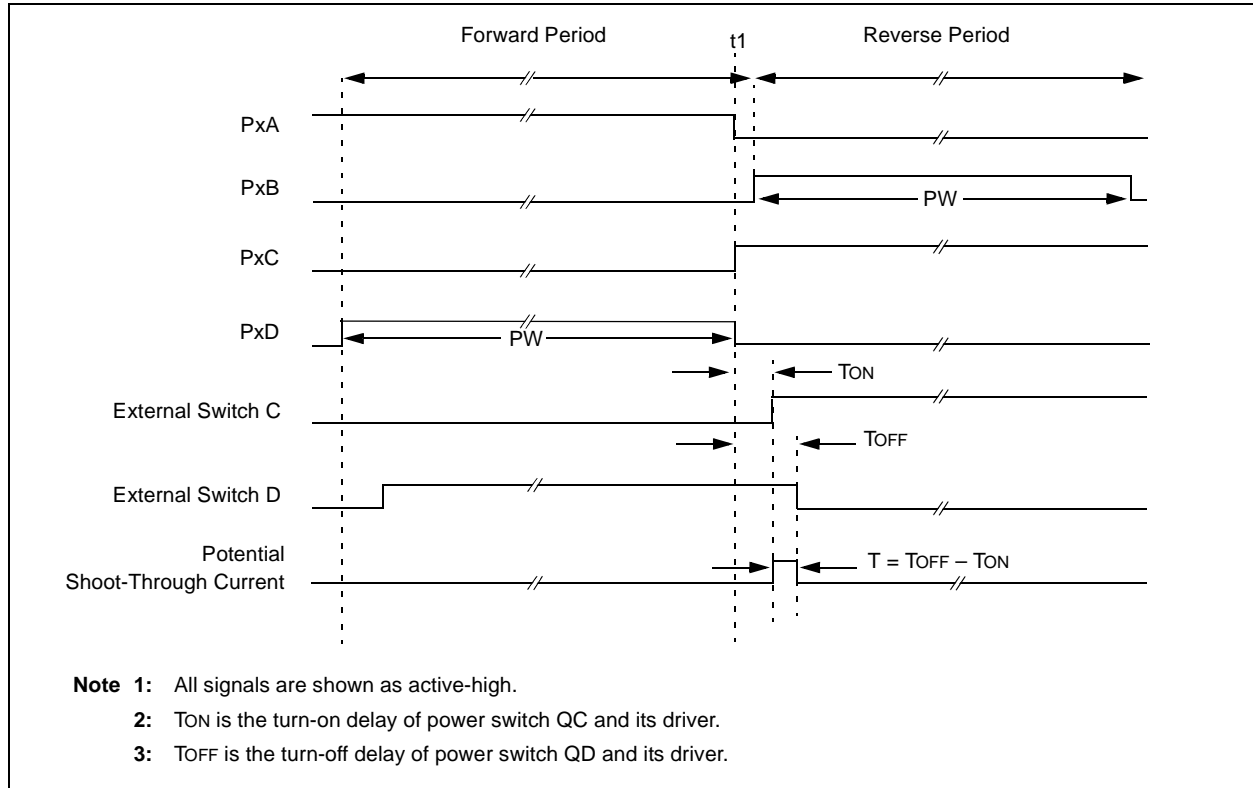 Forward Period
t1
Reverse Period
PxA
PxB
PW
PxC
PxD
PW
TON
External Switch C
TOFF
External Switch D
Potential
Shoot-Through Current
T = TOFF – TON
Note 1: All signals are shown as active-high.
2: TON is the turn-on delay of power switch QC and its driver.
3: TOFF is the turn-off delay of power switch QD and its driver.